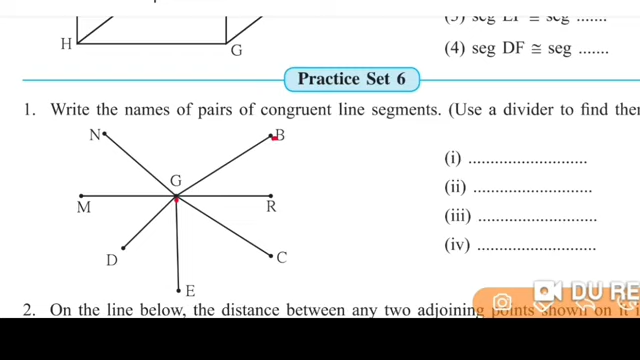 (3) seg EF ≅ seg ......
H
G
(4) seg DF ≅ seg .......
Practice Set 6
1. Write the names of pairs of congruent line segments. (Use a divider to find
N
B
G
(i) ...........................
(ii) ...........................
M
R
(iii) ...........................
(iv) ...........................
D
C
E
DU RE
2. On the line below, the distance between any two adjoining points shown on it